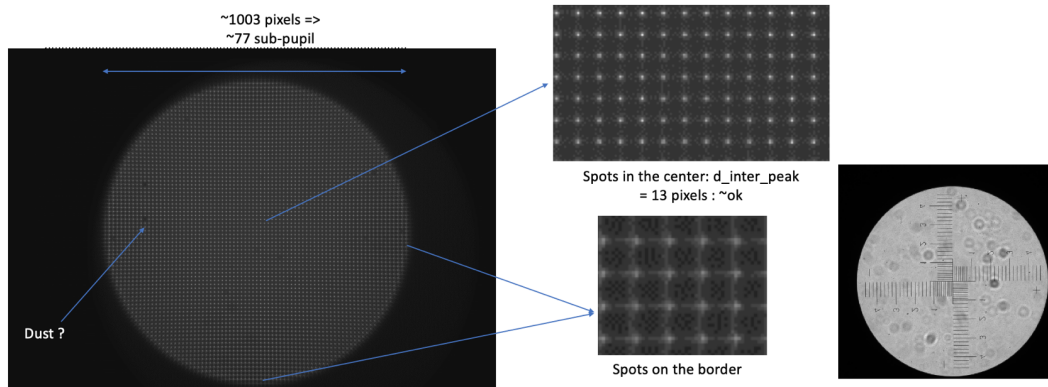 ~1003 pixels =>
~77 sub-pupil
Spots in the center: d_inter_peak
= 13 pixels : ~ok
Dust ?
Spots on the border